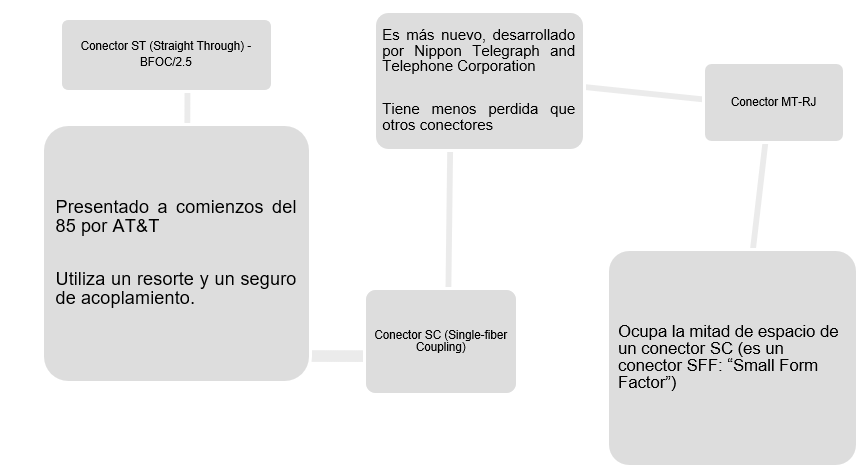 Conector ST (Straight Through) -
BFOC/2.5
Presentado a comienzos del
85 por AT&T
Utiliza un resorte y un seguro
de acoplamiento.
Conector SC (Single-fiber
Coupling)
Es más nuevo, desarrollado
por Nippon Telegraph and
Telephone Corporation
Tiene menos perdida que
otros conectores
Conector MT-RJ
Ocupa la mitad de espacio de
un conector SC (es un
conector SFF: “Small Form
Factor”)